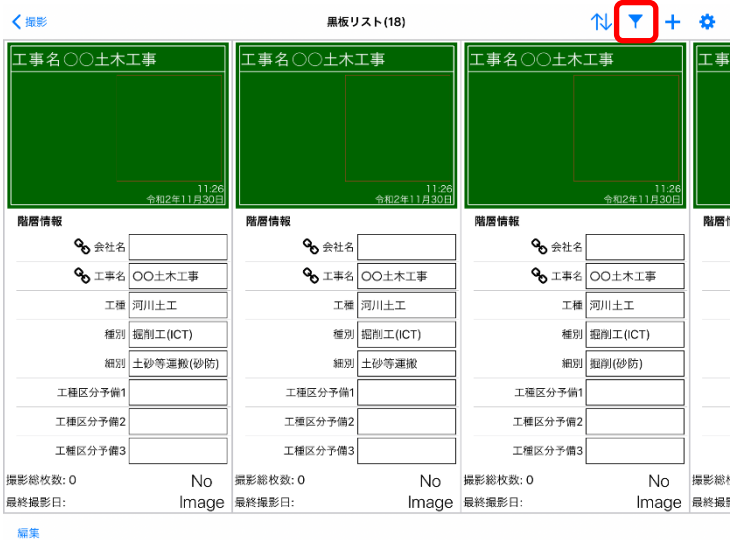 撮影
黒板リスト(18)
工事名○○土木工事
11:26
令和2年11月30日
階層情報
会社名
工事名 〇〇土木工事
工種 河川土工
種別 掘削工(ICT)
細別 土砂等運搬(砂防)
工種区分予備1
工種区分予備2
工種区分予備3
撮影総枚数: 0
最終撮影日:
No
Image
工事名○○土木工事
11:26
令和2年11月30日
階層情報
会社名
工事名 〇〇土木工事
工種 河川土工
種別 掘削工(ICT)
細別 土砂等運搬
工種区分予備1
工種区分予備2
工種区分予備3
撮影総枚数: 0
最終撮影日:
No
Image
工事名○○土木工事
11:26
令和2年11月30日
階層情報
会社名
工事名 〇〇土木工事
工種 河川土工
種別 掘削工(ICT)
細別 掘削(砂防)
工種区分予備1
工種区分予備2
工種区分予備3
撮影総枚数: 0
最終撮影日:
No
Image
工事
階層
撮影総
最終撮
編集